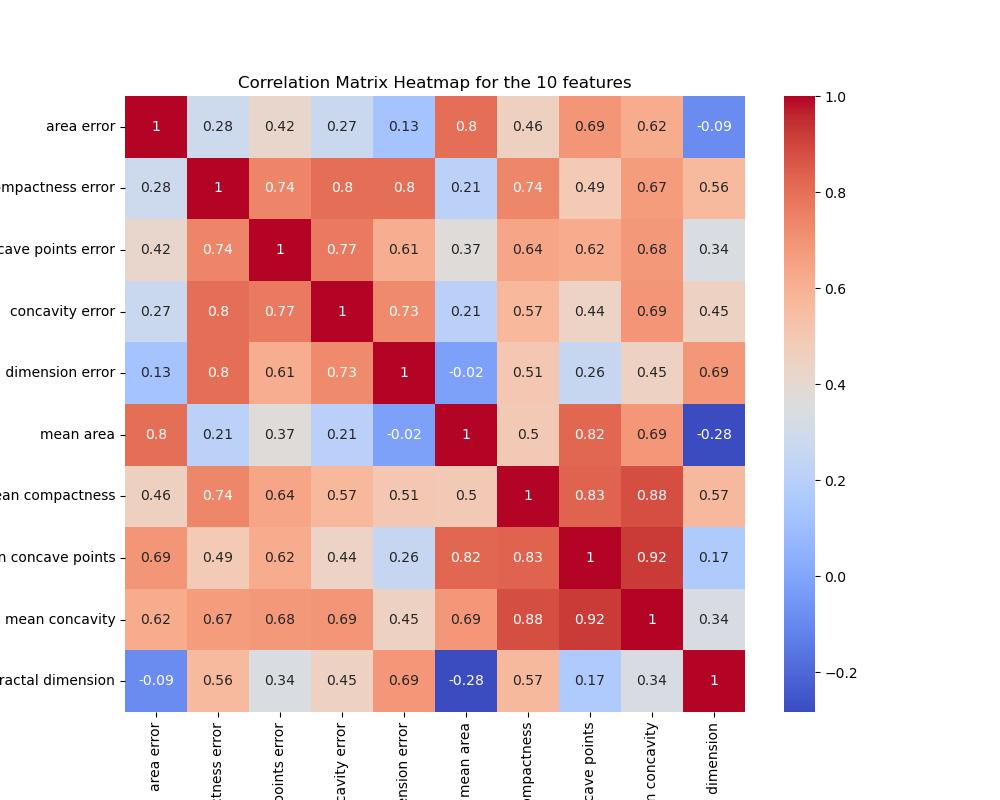 Correlation Matrix Heatmap for the 10 features
area error 1 0.28 0.42 0.27 0.13 0.8 0.46 0.69 0.62 -0.09
mpactness error 0.28 1 0.74 0.8 0.8 0.21 0.74 0.49 0.67 0.56
cave points error 0.42 0.74 1 0.77 0.61 0.37 0.64 0.62 0.68 0.34
concavity error 0.27 0.8 0.77 1 0.73 0.21 0.57 0.44 0.69 0.45
dimension error 0.13 0.8 0.61 0.73 1 -0.02 0.51 0.26 0.45 0.69
mean area 0.8 0.21 0.37 0.21 -0.02 1 0.5 0.82 0.69 -0.28
an compactness 0.46 0.74 0.64 0.57 0.51 0.5 1 0.83 0.88 0.57
n concave points 0.69 0.49 0.62 0.44 0.26 0.82 0.83 1 0.92 0.17
mean concavity 0.62 0.67 0.68 0.69 0.45 0.69 0.88 0.92 1 0.34
ractal dimension -0.09 0.56 0.34 0.45 0.69 -0.28 0.57 0.17 0.34 1
area error
ctness error
points error
cavity error
ension error
mean area
ompactness
cave points
n concavity
dimension
1.0
0.8
0.6
0.4
0.2
0.0
−0.2